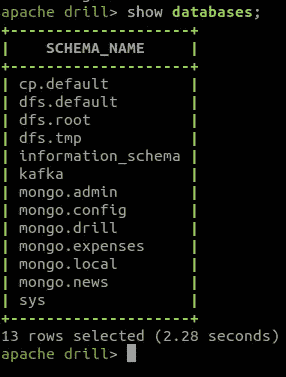 apache drill> show databases;
+--------------------+
|    SCHEMA_NAME     |
+--------------------+
| cp.default         |
| dfs.default        |
| dfs.root           |
| dfs.tmp            |
| information_schema |
| kafka              |
| mongo.admin        |
| mongo.config       |
| mongo.drill        |
| mongo.expenses     |
| mongo.local        |
| mongo.news         |
| sys                |
+--------------------+
13 rows selected (2.28 seconds)
apache drill>